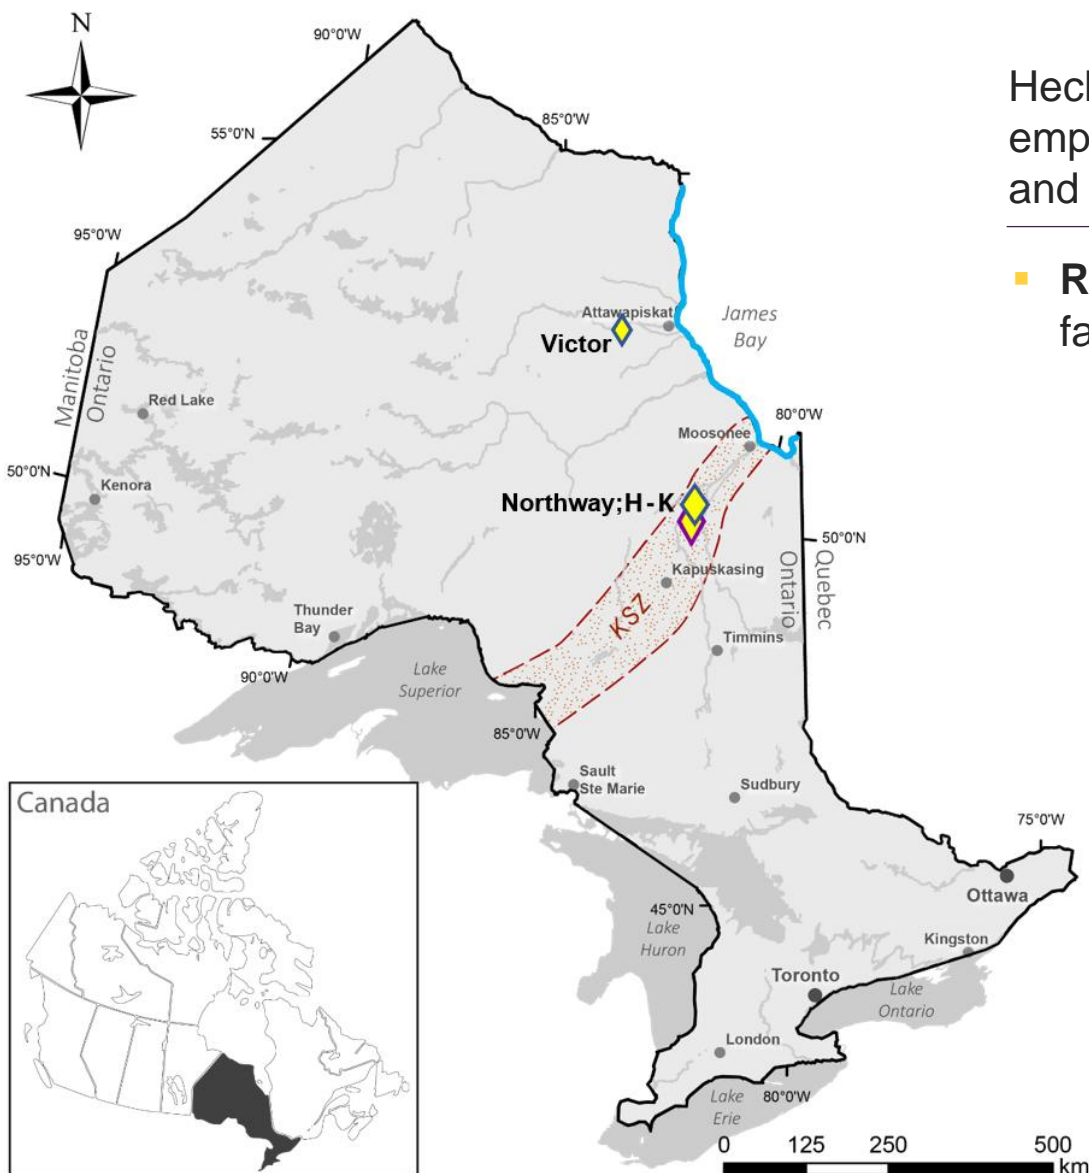 N
90°0'W
55°0'N
85°0'W
95°0'W
Manitoba
Ontario
Attawapiskat
James
Bay
Victor
Red Lake
80°0'W
Moosonee
50°0'N
Kenora
Northway;H-K
95°0'W
50°0'N
Quebec
Ontario
Kapuskasing
KSZ
Thunder
Bay
Timmins
90°0'W
Lake
Superior
85°0'W
Sault
Ste Marie
Sudbury
75°0'W
Ottawa
45°0'N
Lake
Huron
Kingston
Toronto
Lake
Ontario
London
Lake
Erie
80°0'W
Canada
0 125 250 500
km
and